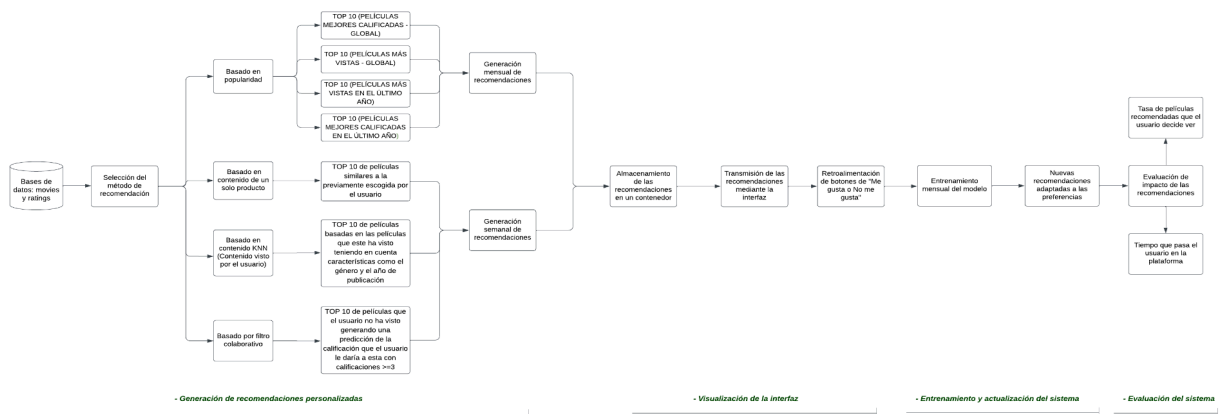 Bases de
datos: movies
y ratings
Selección del
método de
recomendación
Basado en
popularidad
TOP 10 (PELÍCULAS
MEJORES CALIFICADAS -
GLOBAL)
TOP 10 (PELÍCULAS MÁS
VISTAS - GLOBAL)
TOP 10 (PELÍCULAS MÁS
VISTAS EN EL ÚLTIMO
AÑO)
TOP 10 (PELÍCULAS
MEJORES CALIFICADAS
EN EL ÚLTIMO AÑO)
Generación
mensual de
recomendaciones
Basado en
contenido de un
solo producto
TOP 10 de películas
similares a la
previamente escogida por
el usuario
Basado en
contenido KNN
(Contenido visto
por el usuario)
TOP 10 de películas
basadas en las películas
que este ha visto
teniendo en cuenta
características como el
género y el año de
publicación
Basado por filtro
colaborativo
TOP 10 de películas que
el usuario no ha visto
generando una
predicción de la
calificación que el usuario
le daría a esta con
calificaciones >=3
Generación
semanal de
recomendaciones
Almacenamiento
de las
recomendaciones
en un contenedor
Transmisión de las
recomendaciones
mediante la
interfaz
Retroalimentación
de botones de "Me
gusta o No me
gusta"
Entrenamiento
mensual del modelo
Nuevas
recomendaciones
adaptadas a las
preferencias
Tasa de películas
recomendadas que el
usuario decide ver
Evaluación de
impacto de las
recomendaciones
Tiempo que pasa el
usuario en la
plataforma
- Generación de recomendaciones personalizadas
- Visualización de la interfaz
- Entrenamiento y actualización del sistema
- Evaluación del sistema